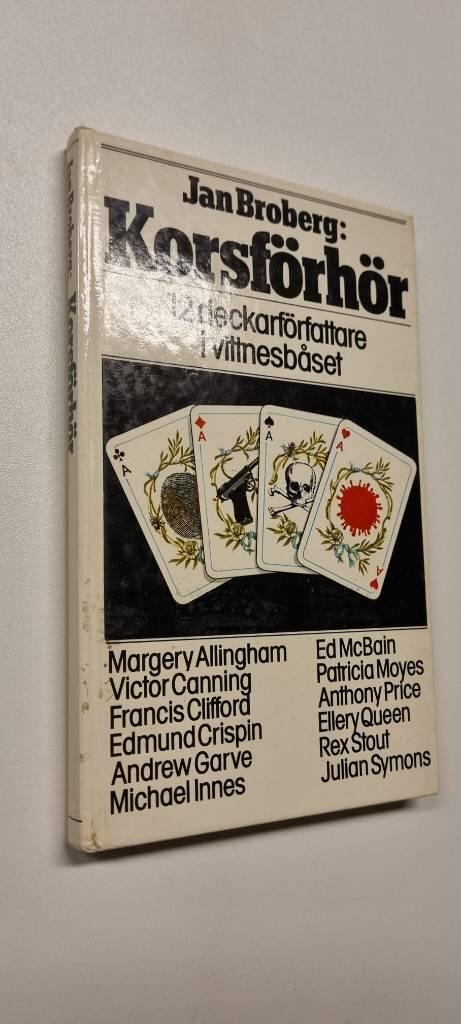 Jan Broberg:
Korsförhör
12 deckarförfattare
i vittnesbåset
A
A
A
A
A
Margery Allingham
Victor Canning
Francis Clifford
Edmund Crispin
Andrew Garve
Michael Innes
Ed McBain
Patricia Moyes
Anthony Price
Ellery Queen
Rex Stout
Julian Symons
Jan Broberg: Korsförhör